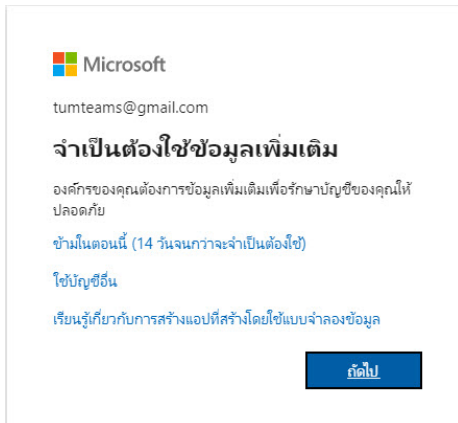 Microsoft
tumteams@gmail.com
จำเป็นต้องใช้ข้อมูลเพิ่มเติม
องค์กรของคุณต้องการข้อมูลเพิ่มเติมเพื่อรักษาบัญชีของคุณให้
ปลอดภัย
ข้ามในตอนนี้ (14 วันจนกว่าจะจำเป็นต้องใช้)
ใช้บัญชีอื่น
เรียนรู้เกี่ยวกับการสร้างแอปที่สร้างโดยใช้แบบจำลองข้อมูล
ถัดไป